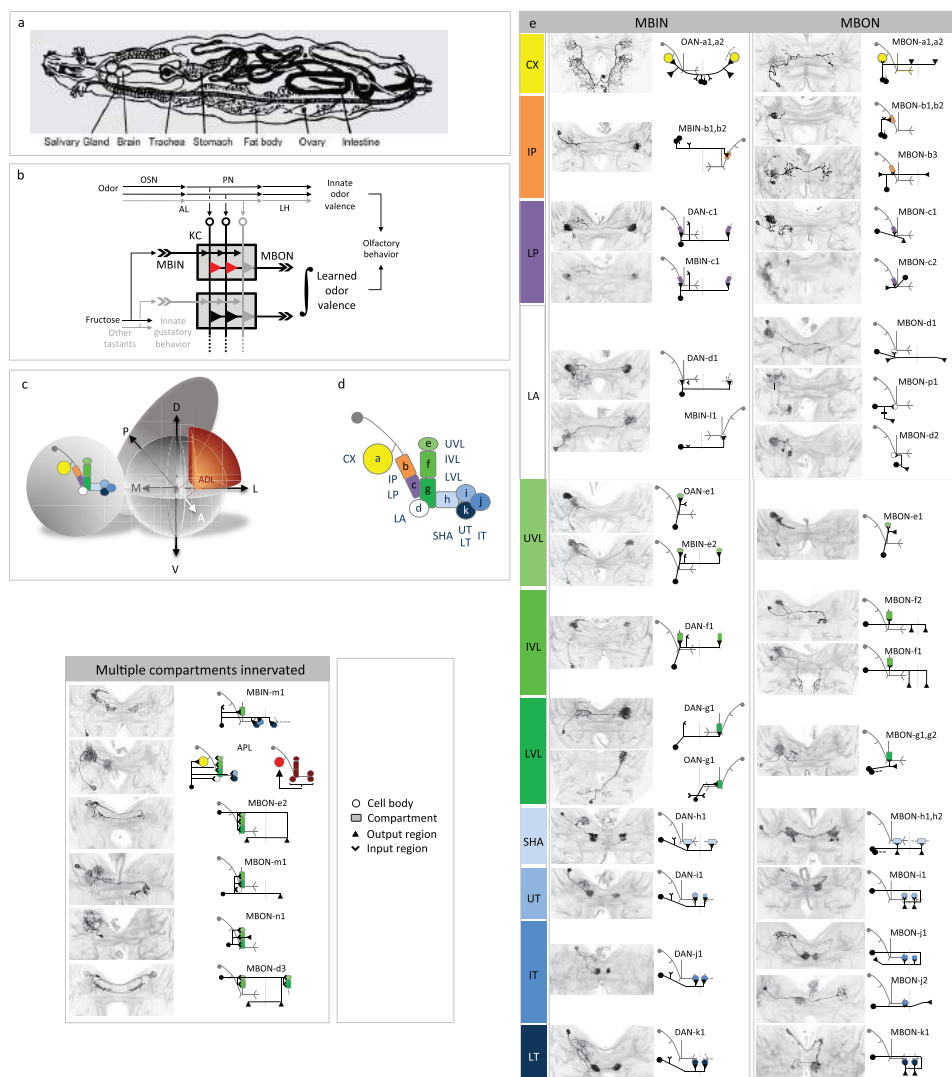 a
Salivary Gland Brain Trachea Stomach Fat body Ovary Intestine
b
OSN PN
Odor
Innate
odor
valence
AL LH
KC
MBIN MBON
Olfactory
behavior
Learned
odor
valence
Fructose
Other
tastants
Innate
gustatory
behavior
c
D
P
M
ADL
L
A
V
d
CX
a
IP
b
LP
c
LA
d
e UVL
f IVL
g LVL
h i j k
SHA UT IT
LT
Multiple compartments innervated
MBIN-m1
APL
MBON-e2
MBON-m1
MBON-n1
MBON-d3
Cell body
Compartment
Output region
Input region
e
MBIN MBON
CX
OAN-a1,a2
MBON-a1,a2
IP
MBIN-b1,b2
MBON-b1,b2
MBON-b3
LP
DAN-c1
MBIN-c1
MBON-c1
MBON-c2
LA
DAN-d1
MBIN-l1
MBON-d1
MBON-p1
MBON-d2
UVL
OAN-e1
MBIN-e2
MBON-e1
IVL
DAN-f1
MBON-f2
MBON-f1
LVL
DAN-g1
OAN-g1
MBON-g1,g2
SHA
DAN-h1
MBON-h1,h2
UT
DAN-i1
MBON-i1
IT
DAN-j1
MBON-j1
MBON-j2
LT
DAN-k1
MBON-k1